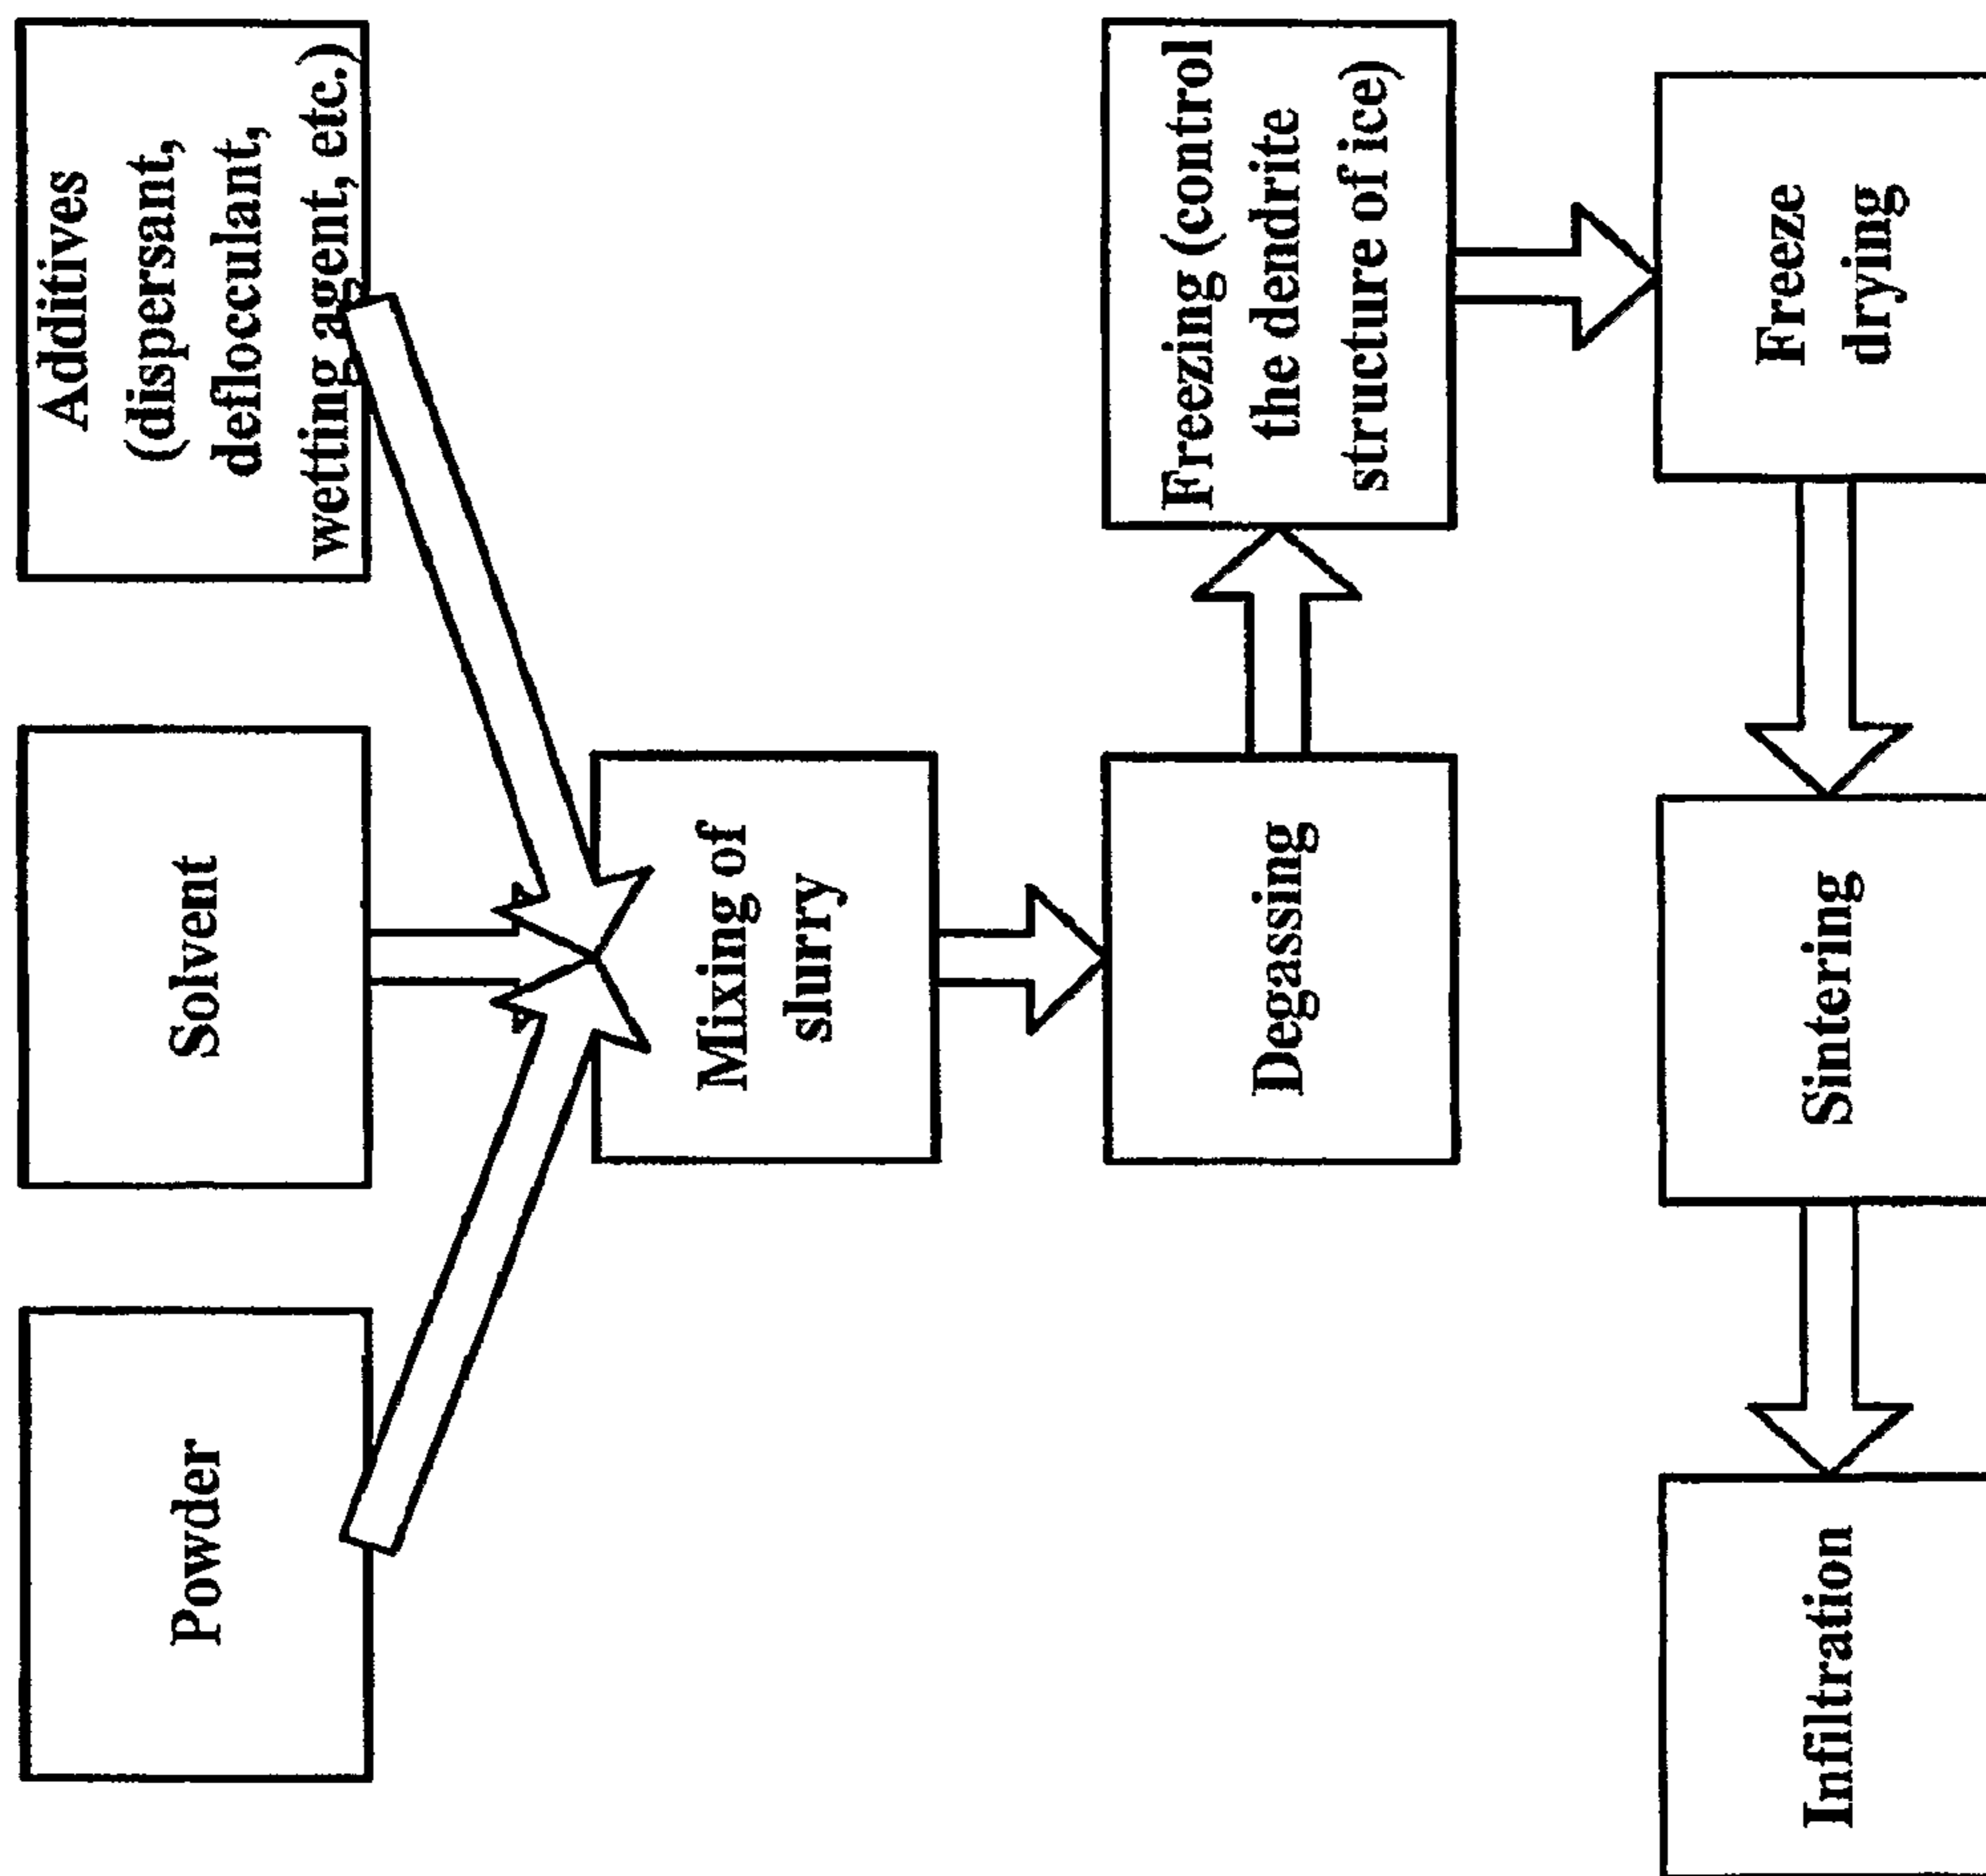 Powder
Solvent
Additives
(dispersant,
deflocculant,
wetting agent, etc.)
Mixing of
slurry
Degassing
Freezing (control
the dendrite
structure of ice)
Freeze
drying
Sintering
Infiltration